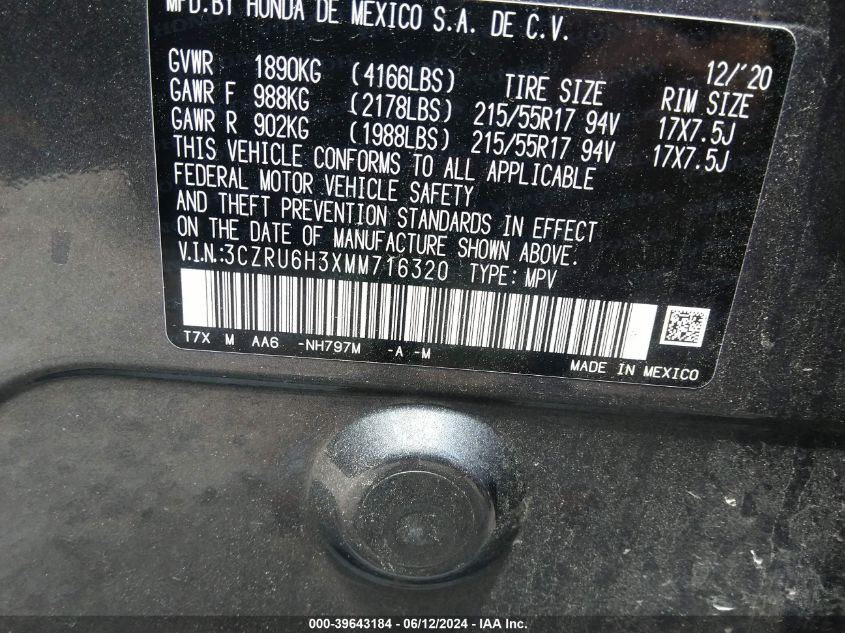 MFD.BY HONDA DE MEXICO S.A. DE C.V.
12/'20
GVWR 1890KG (4166LBS) TIRE SIZE RIM SIZE
GAWR F 988KG (2178LBS) 215/55R17 94V 17X7.5J
GAWR R 902KG (1988LBS) 215/55R17 94V 17X7.5J
THIS VEHICLE CONFORMS TO ALL APPLICABLE
FEDERAL MOTOR VEHICLE SAFETY
AND THEFT PREVENTION STANDARDS IN EFFECT
ON THE DATE OF MANUFACTURE SHOWN ABOVE.
V.I.N.:3CZRU6H3XMM716320 TYPE: MPV
T7X M AA6 -NH797M -A -M
MADE IN MEXICO
000-39643184 - 06/12/2024 - IAA Inc.